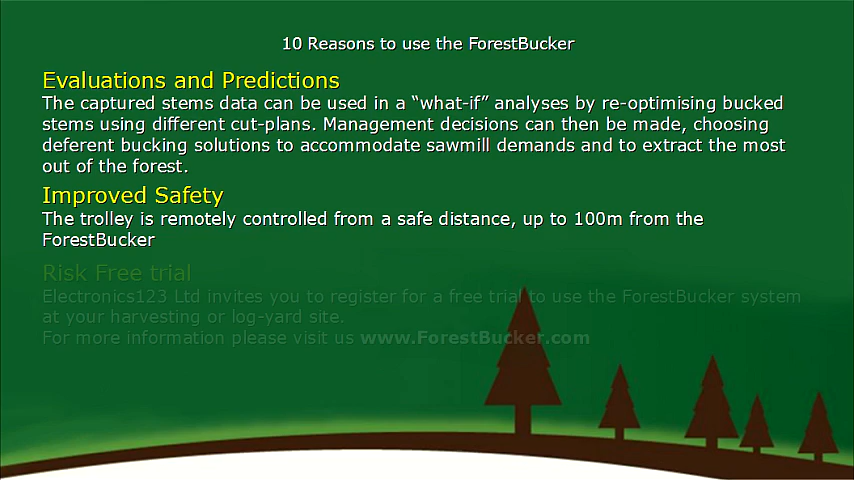 10 Reasons to use the ForestBucker
Evaluations and Predictions
The captured stems data can be used in a “what-if” analyses by re-optimising bucked
stems using different cut-plans. Management decisions can then be made, choosing
deferent bucking solutions to accommodate sawmill demands and to extract the most
out of the forest.
Improved Safety
The trolley is remotely controlled from a safe distance, up to 100m from the
ForestBucker
Risk Free trial
Electronics123 Ltd invites you to register for a free trial to use the ForestBucker system
at your harvesting or log-yard site.
For more information please visit us www.ForestBucker.com